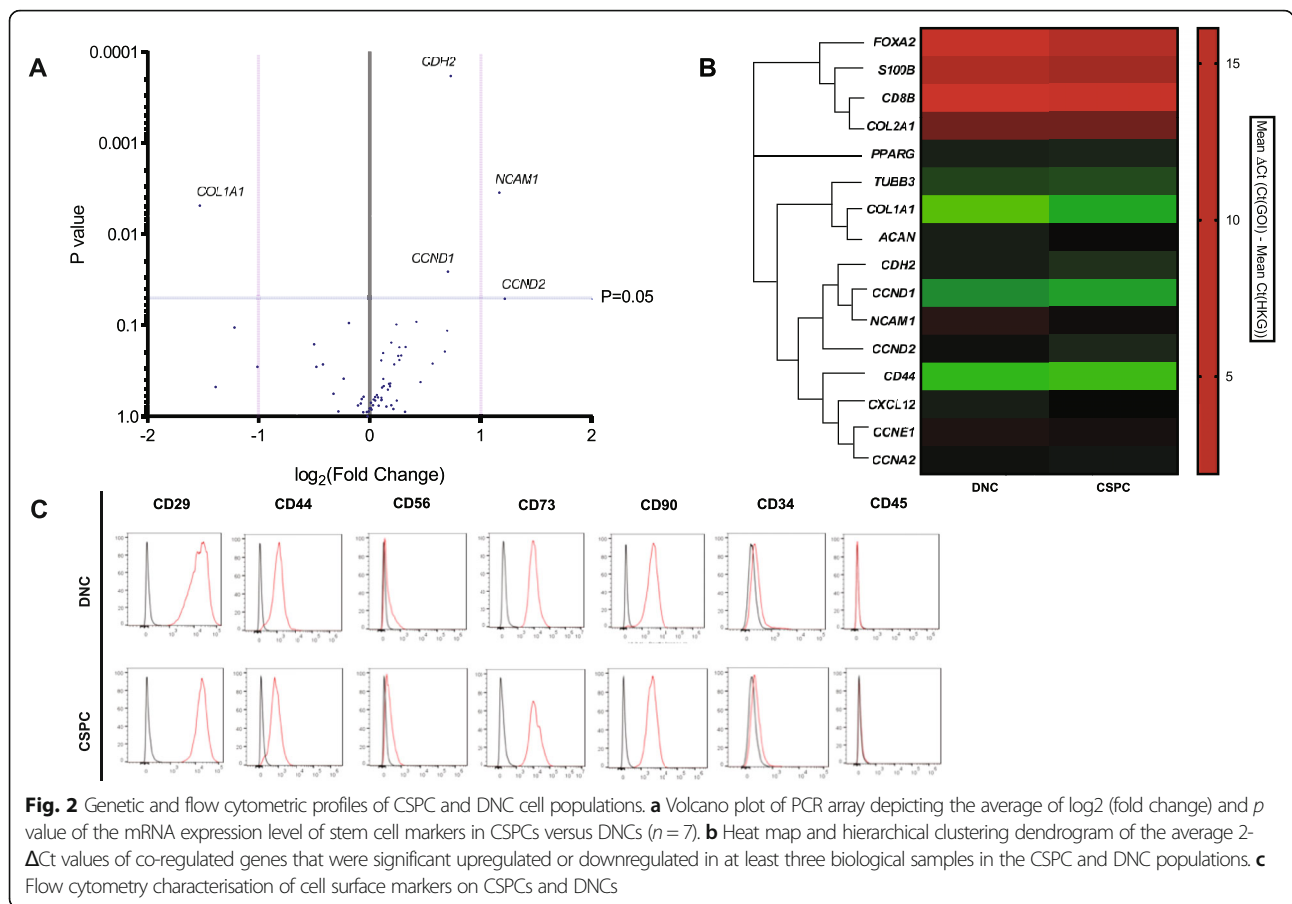 A
0.0001
0.001
0.01
0.1
1.0
P value
CDH2
COL1A1
NCAM1
CCND1
CCND2
P=0.05
-2
-1
0
1
2
log2(Fold Change)
B
FOXA2
S100B
CD8B
COL2A1
PPARG
TUBB3
COL1A1
ACAN
CDH2
CCND1
NCAM1
CCND2
CD44
CXCL12
CCNE1
CCNA2
DNC
CSPC
15
10
5
Mean ΔCt (Ct(GOI) - Mean Ct(HKG))
C
CD29
CD44
CD56
CD73
CD90
CD34
CD45
DNC
CSPC
Fig. 2 Genetic and flow cytometric profiles of CSPC and DNC cell populations. a Volcano plot of PCR array depicting the average of log2 (fold change) and p
value of the mRNA expression level of stem cell markers in CSPCs versus DNCs (n = 7). b Heat map and hierarchical clustering dendrogram of the average 2-
ΔCt values of co-regulated genes that were significant upregulated or downregulated in at least three biological samples in the CSPC and DNC populations. c
Flow cytometry characterisation of cell surface markers on CSPCs and DNCs